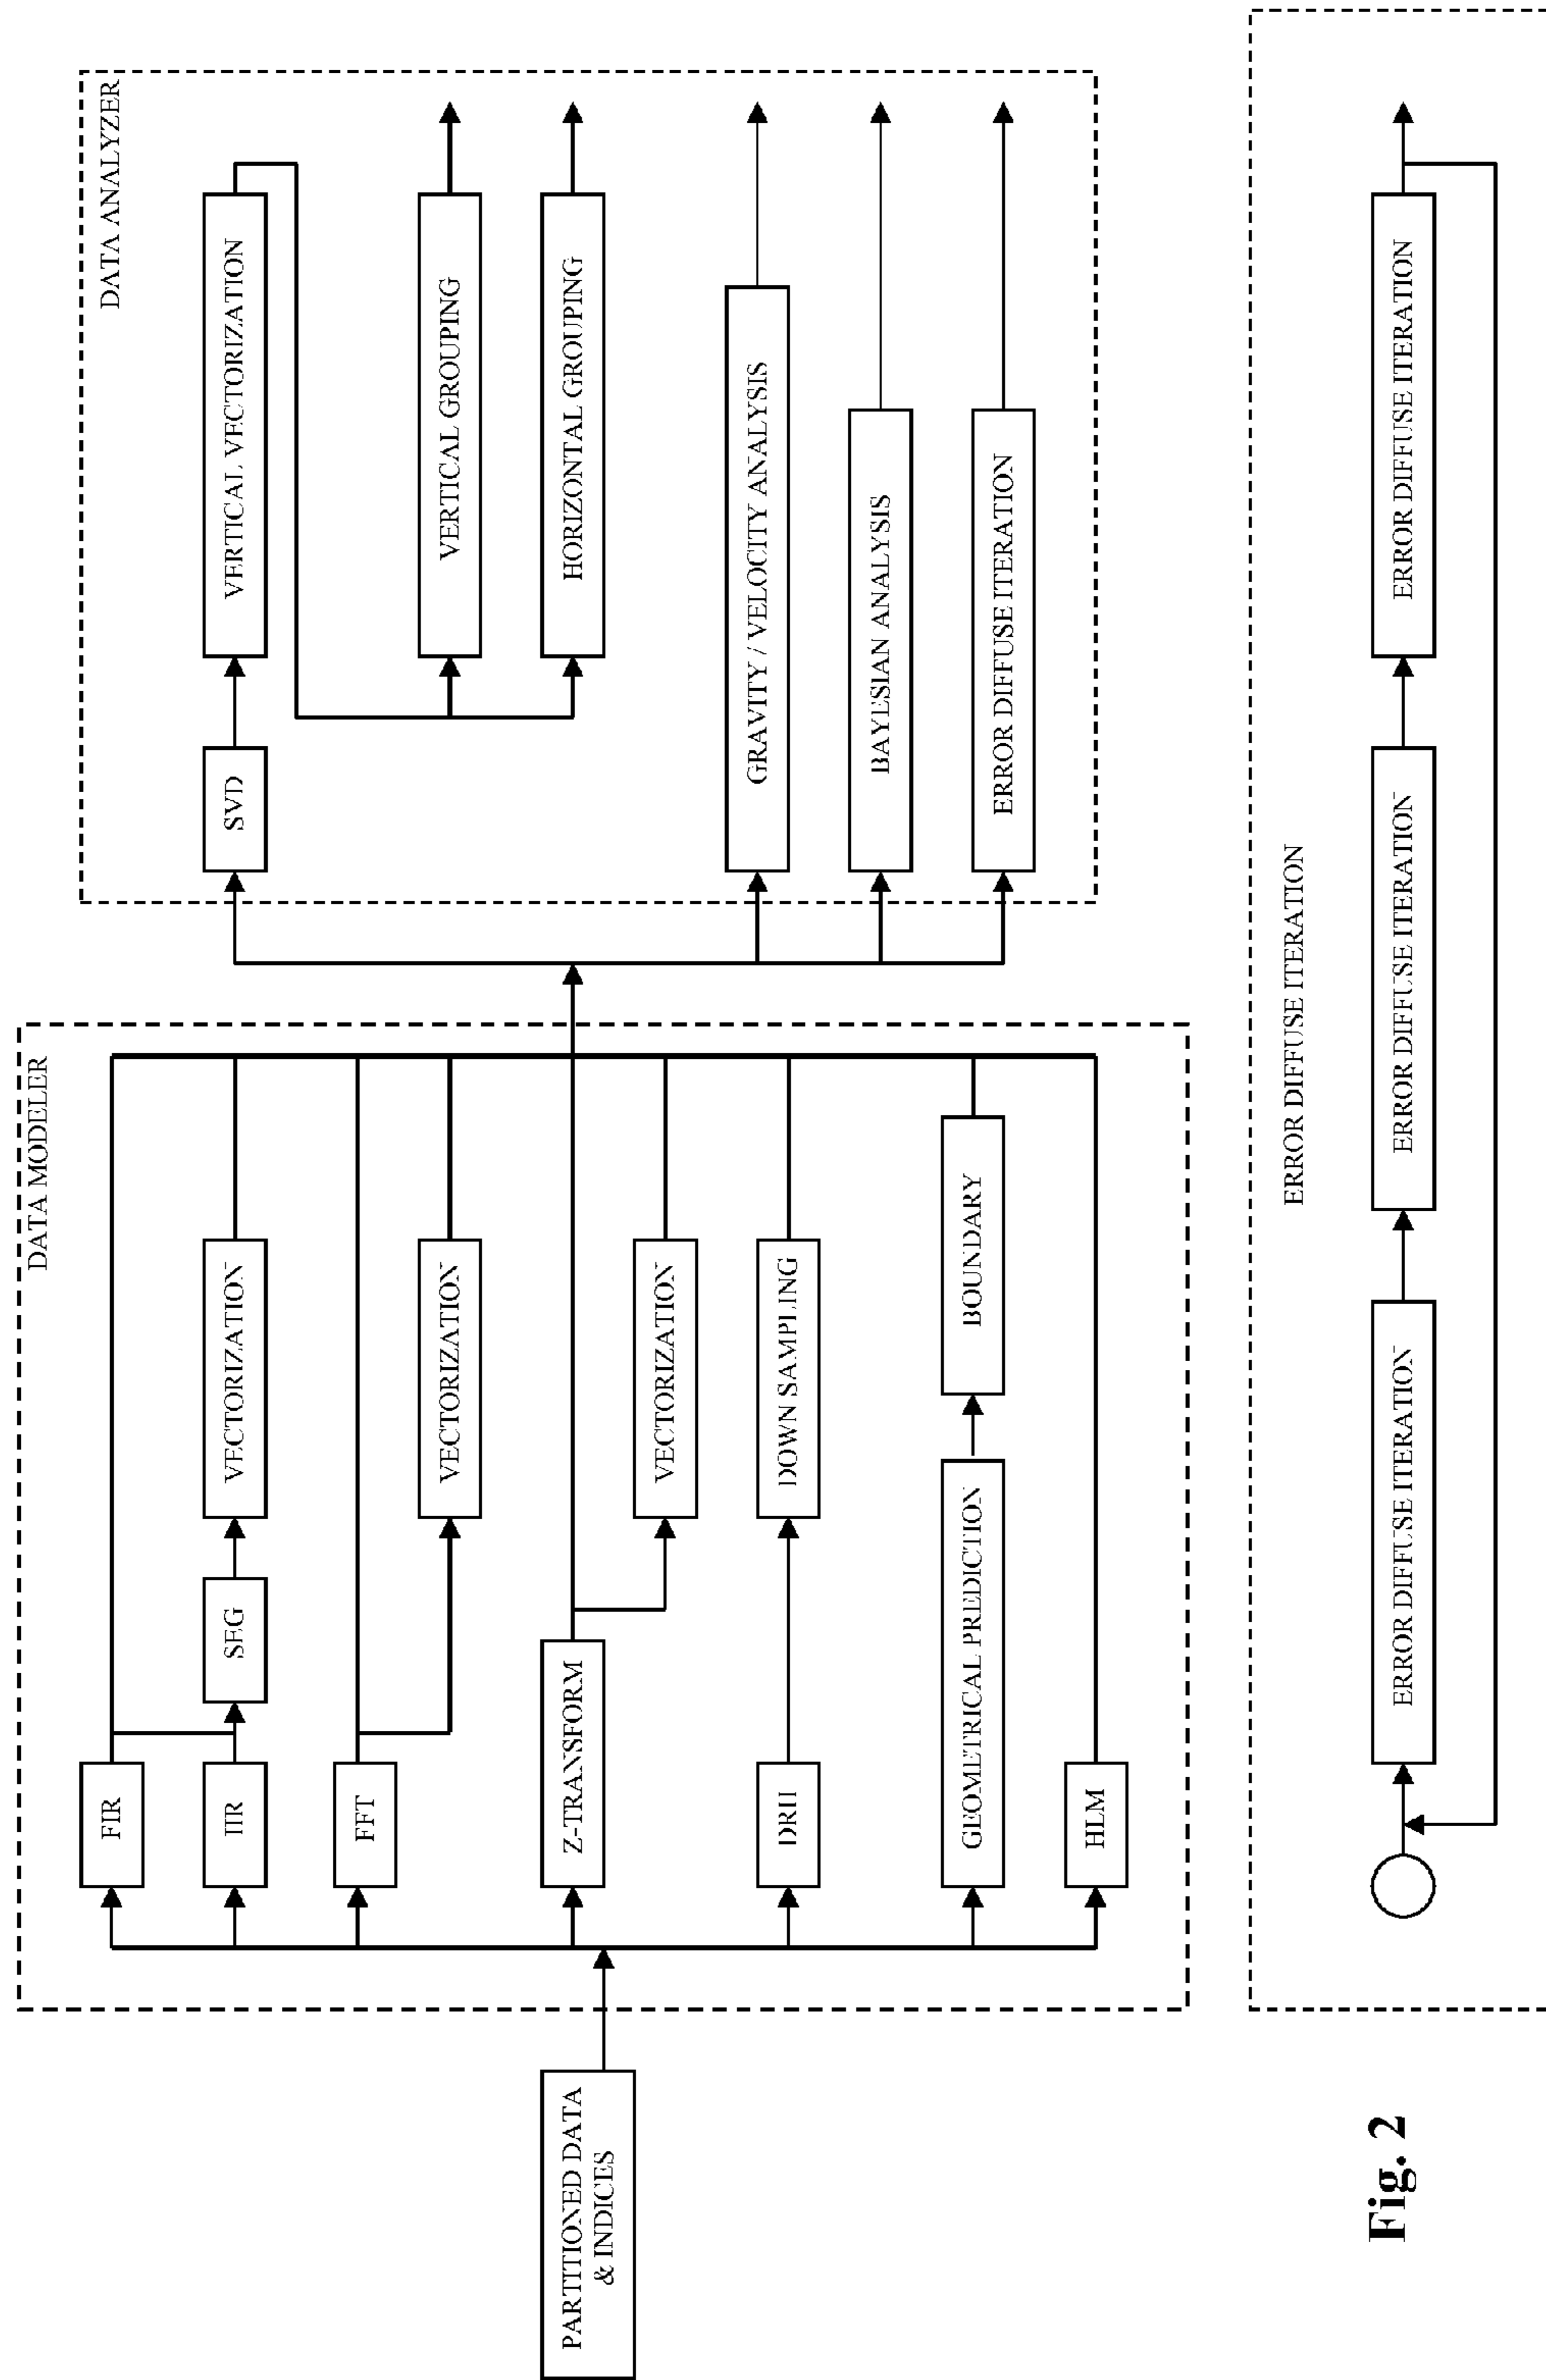 PARTITIONED DATA
& INDICES
DATA MODELER
FIR
IIR
SEG
VECTORIZATION
FFT
VECTORIZATION
Z-TRANSFORM
VECTORIZATION
DRII
DOWN SAMPLING
GEOMETRICAL PREDICTION
BOUNDARY
HLM
DATA ANALYZER
SVD
VERTICAL VECTORIZATION
VERTICAL GROUPING
HORIZONTAL GROUPING
GRAVITY / VELOCITY ANALYSIS
BAYESIAN ANALYSIS
ERROR DIFFUSE ITERATION
ERROR DIFFUSE ITERATION
ERROR DIFFUSE ITERATION
ERROR DIFFUSE ITERATION
ERROR DIFFUSE ITERATION
Fig. 2